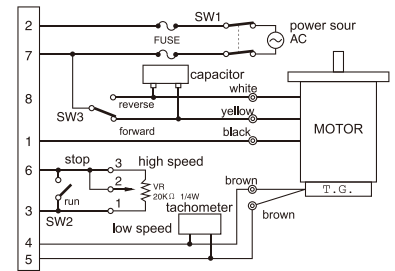 2
SW1
FUSE
power sour
AC
7
capacitor
8
reverse
white
yellow
SW3
forward
black
1
MOTOR
6
stop
3
high speed
2
VR
20KΩ 1/4W
run
1
3
SW2
low speed
tachometer
brown
T.G.
brown
4
5